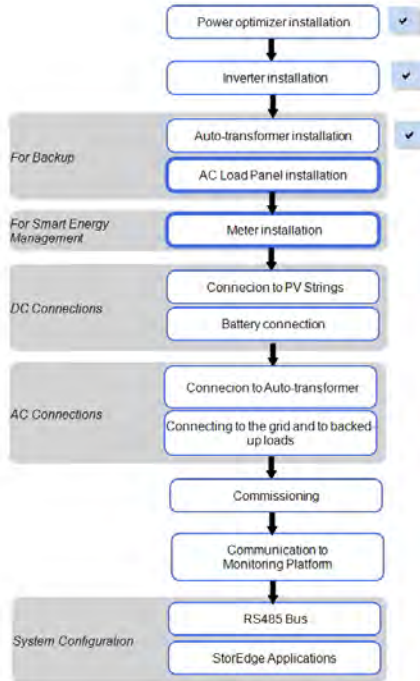 Power optimizer installation
Inverter installation
Auto-transformer installation
For Backup
AC Load Panel installation
For Smart Energy
Management
Meter installation
Connecion to PV Strings
DC Connections
Battery connection
Connecion to Auto-transformer
AC Connections
Connecting to the grid and to backed-
up loads
Commissioning
Communication to
Monitoring Platform
RS485 Bus
System Configuration
StorEdge Applications